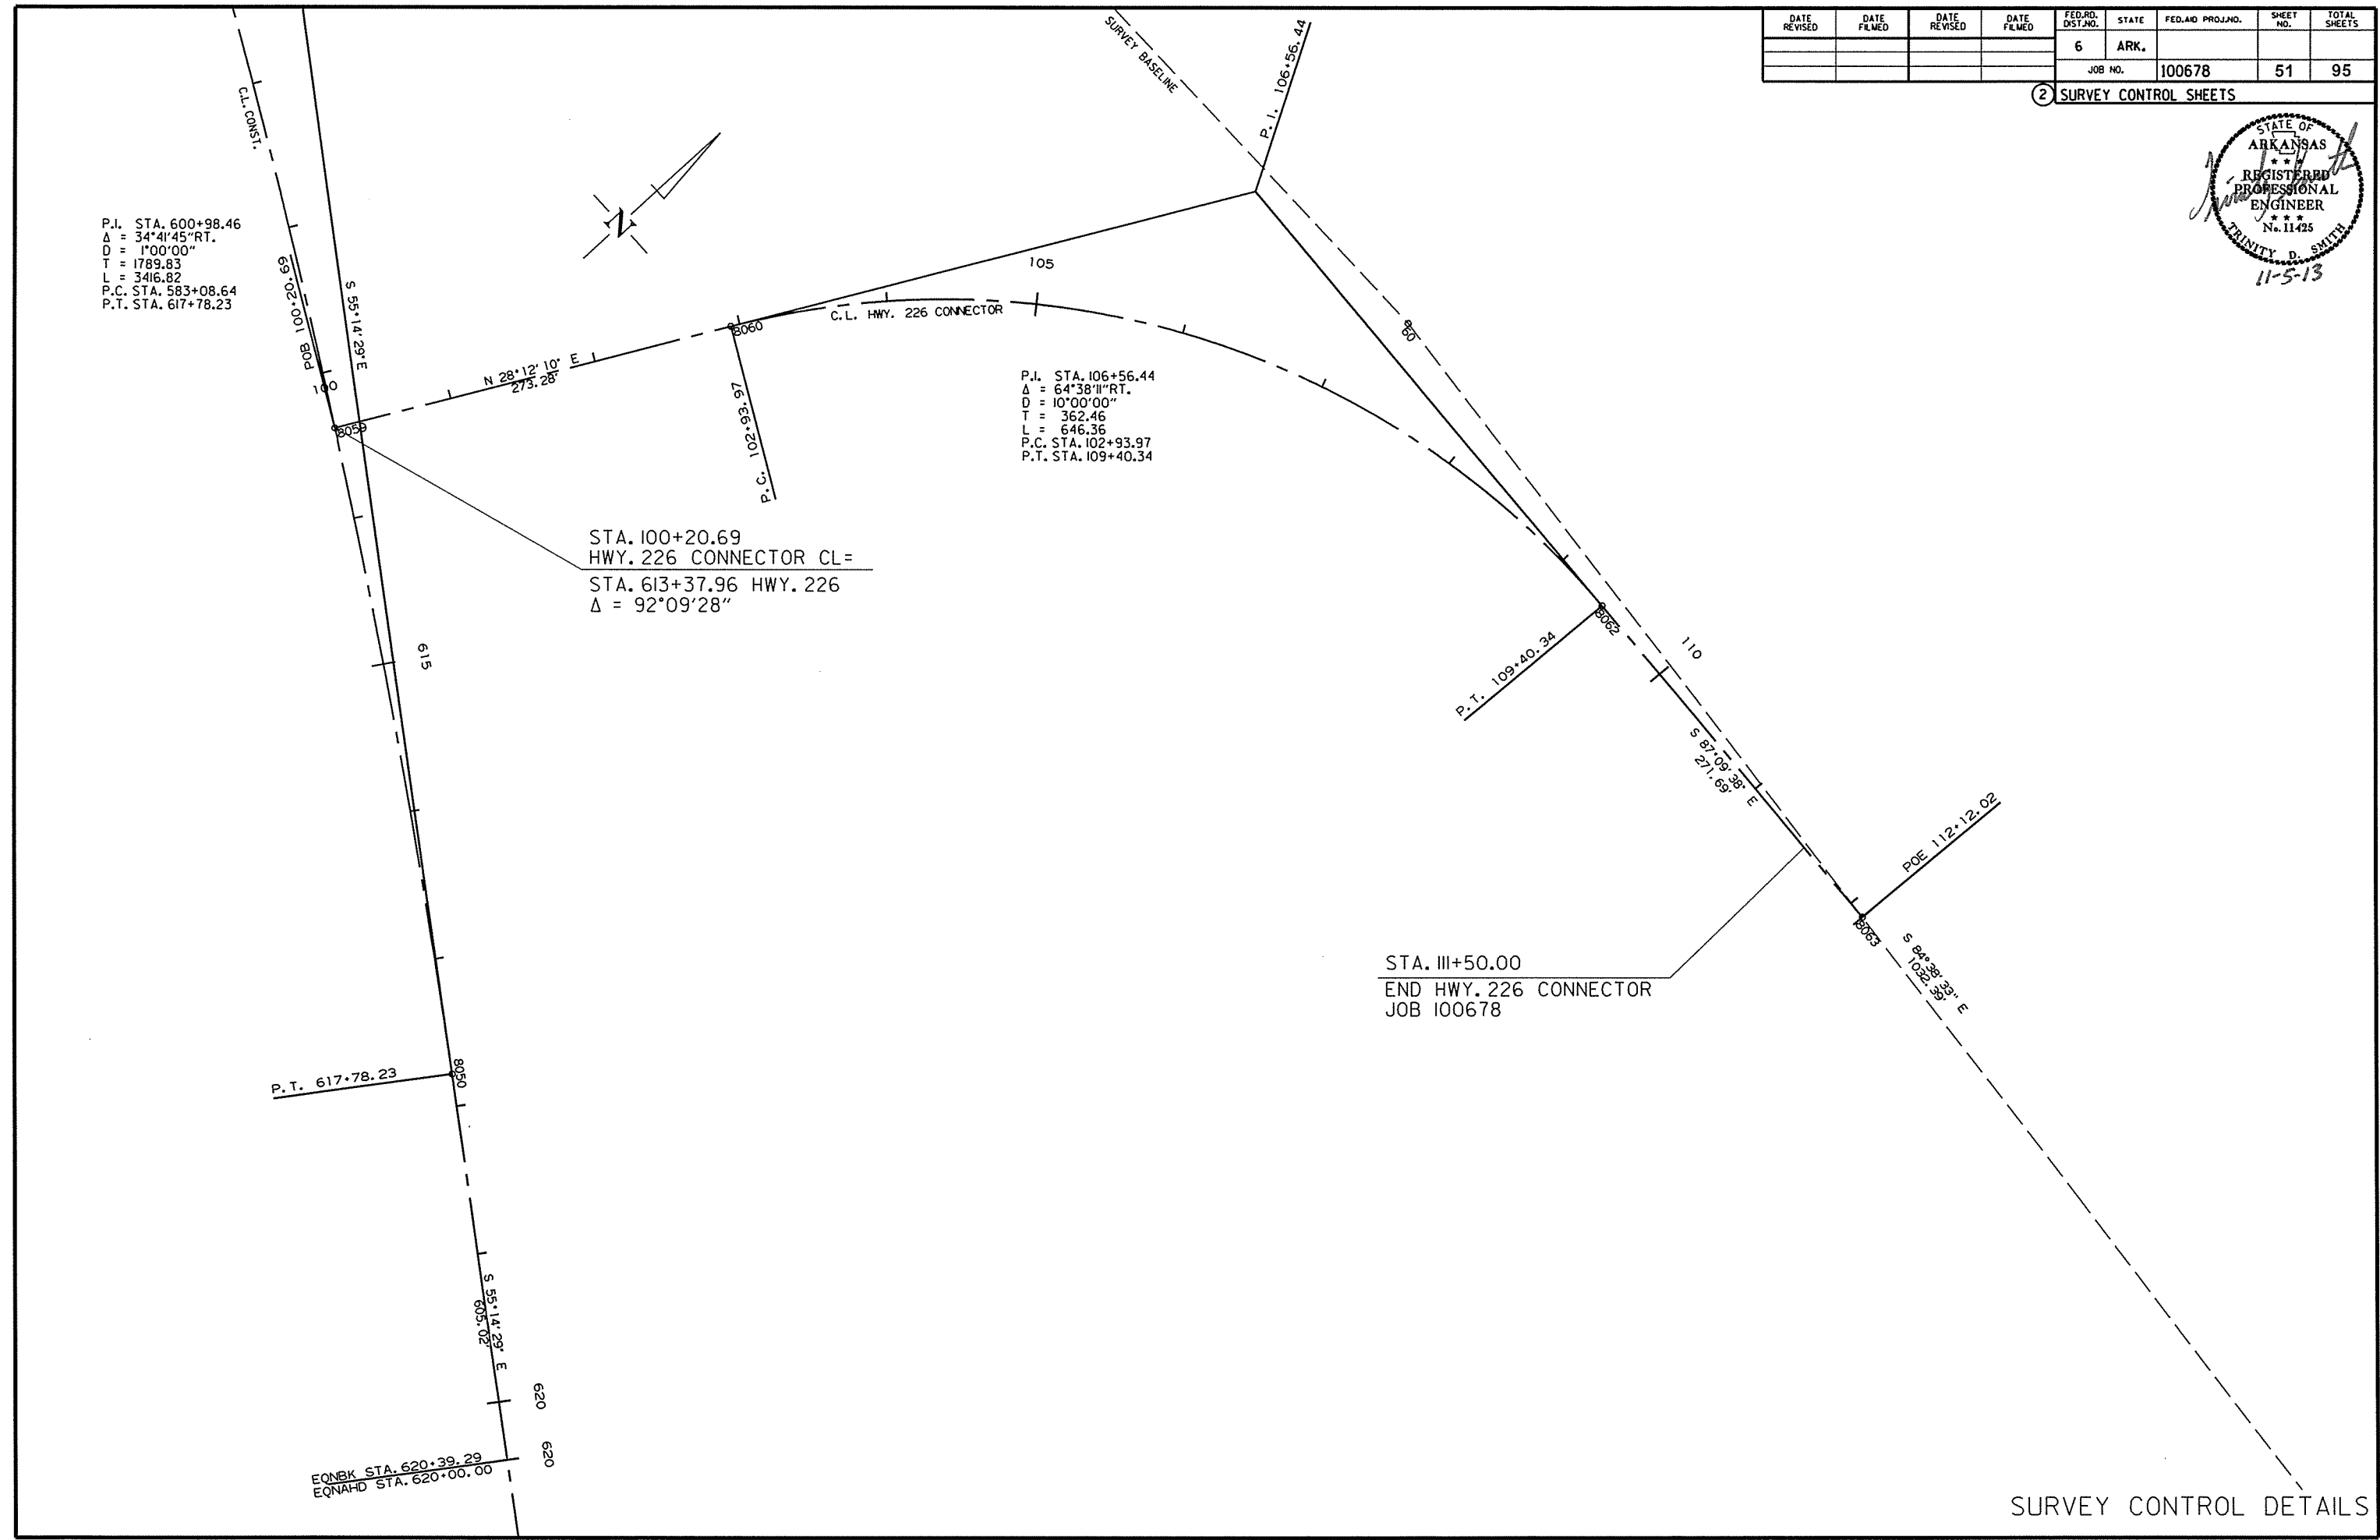 DATE REVISED
DATE FILMED
DATE REVISED
DATE FILMED
FED.RD. DIST.NO.
STATE
FED.AID PROJ.NO.
SHEET NO.
TOTAL SHEETS
6
ARK.
JOB NO.
100678
51
95
2
SURVEY CONTROL SHEETS
STATE OF
ARKANSAS
★ ★ ★
REGISTERED
PROFESSIONAL
ENGINEER
★ ★ ★
No. 11425
TRINITY D. SMITH
11-5-13
C.L. CONST.
SURVEY BASELINE
P.I. 106+56.44
N
P.I. STA. 600+98.46
Δ = 34°41'45"RT.
D = 1°00'00"
T = 1789.83
L = 3416.82
P.C. STA. 583+08.64
P.T. STA. 617+78.23
POB 100+20.69
S 55°14'29"E
100
8059
N 28°12'10" E
273.28'
8060
C.L. HWY. 226 CONNECTOR
105
P.C. 102+93.97
60
P.I. STA. 106+56.44
Δ = 64°38'11"RT.
D = 10°00'00"
T = 362.46
L = 646.36
P.C. STA. 102+93.97
P.T. STA. 109+40.34
STA. 100+20.69
HWY. 226 CONNECTOR CL=
STA. 613+37.96 HWY. 226
Δ = 92°09'28"
615
8062
P.T. 109+40.34
110
S 87°09'38" E
271.69'
POE 112+12.02
8063
S 84°38'33" E
1032.39'
STA. 111+50.00
END HWY. 226 CONNECTOR
JOB 100678
8050
P.T. 617+78.23
S 55°14'29" E
605.02'
620
620
EQNBK STA. 620+39.29
EQNAHD STA. 620+00.00
SURVEY CONTROL DETAILS